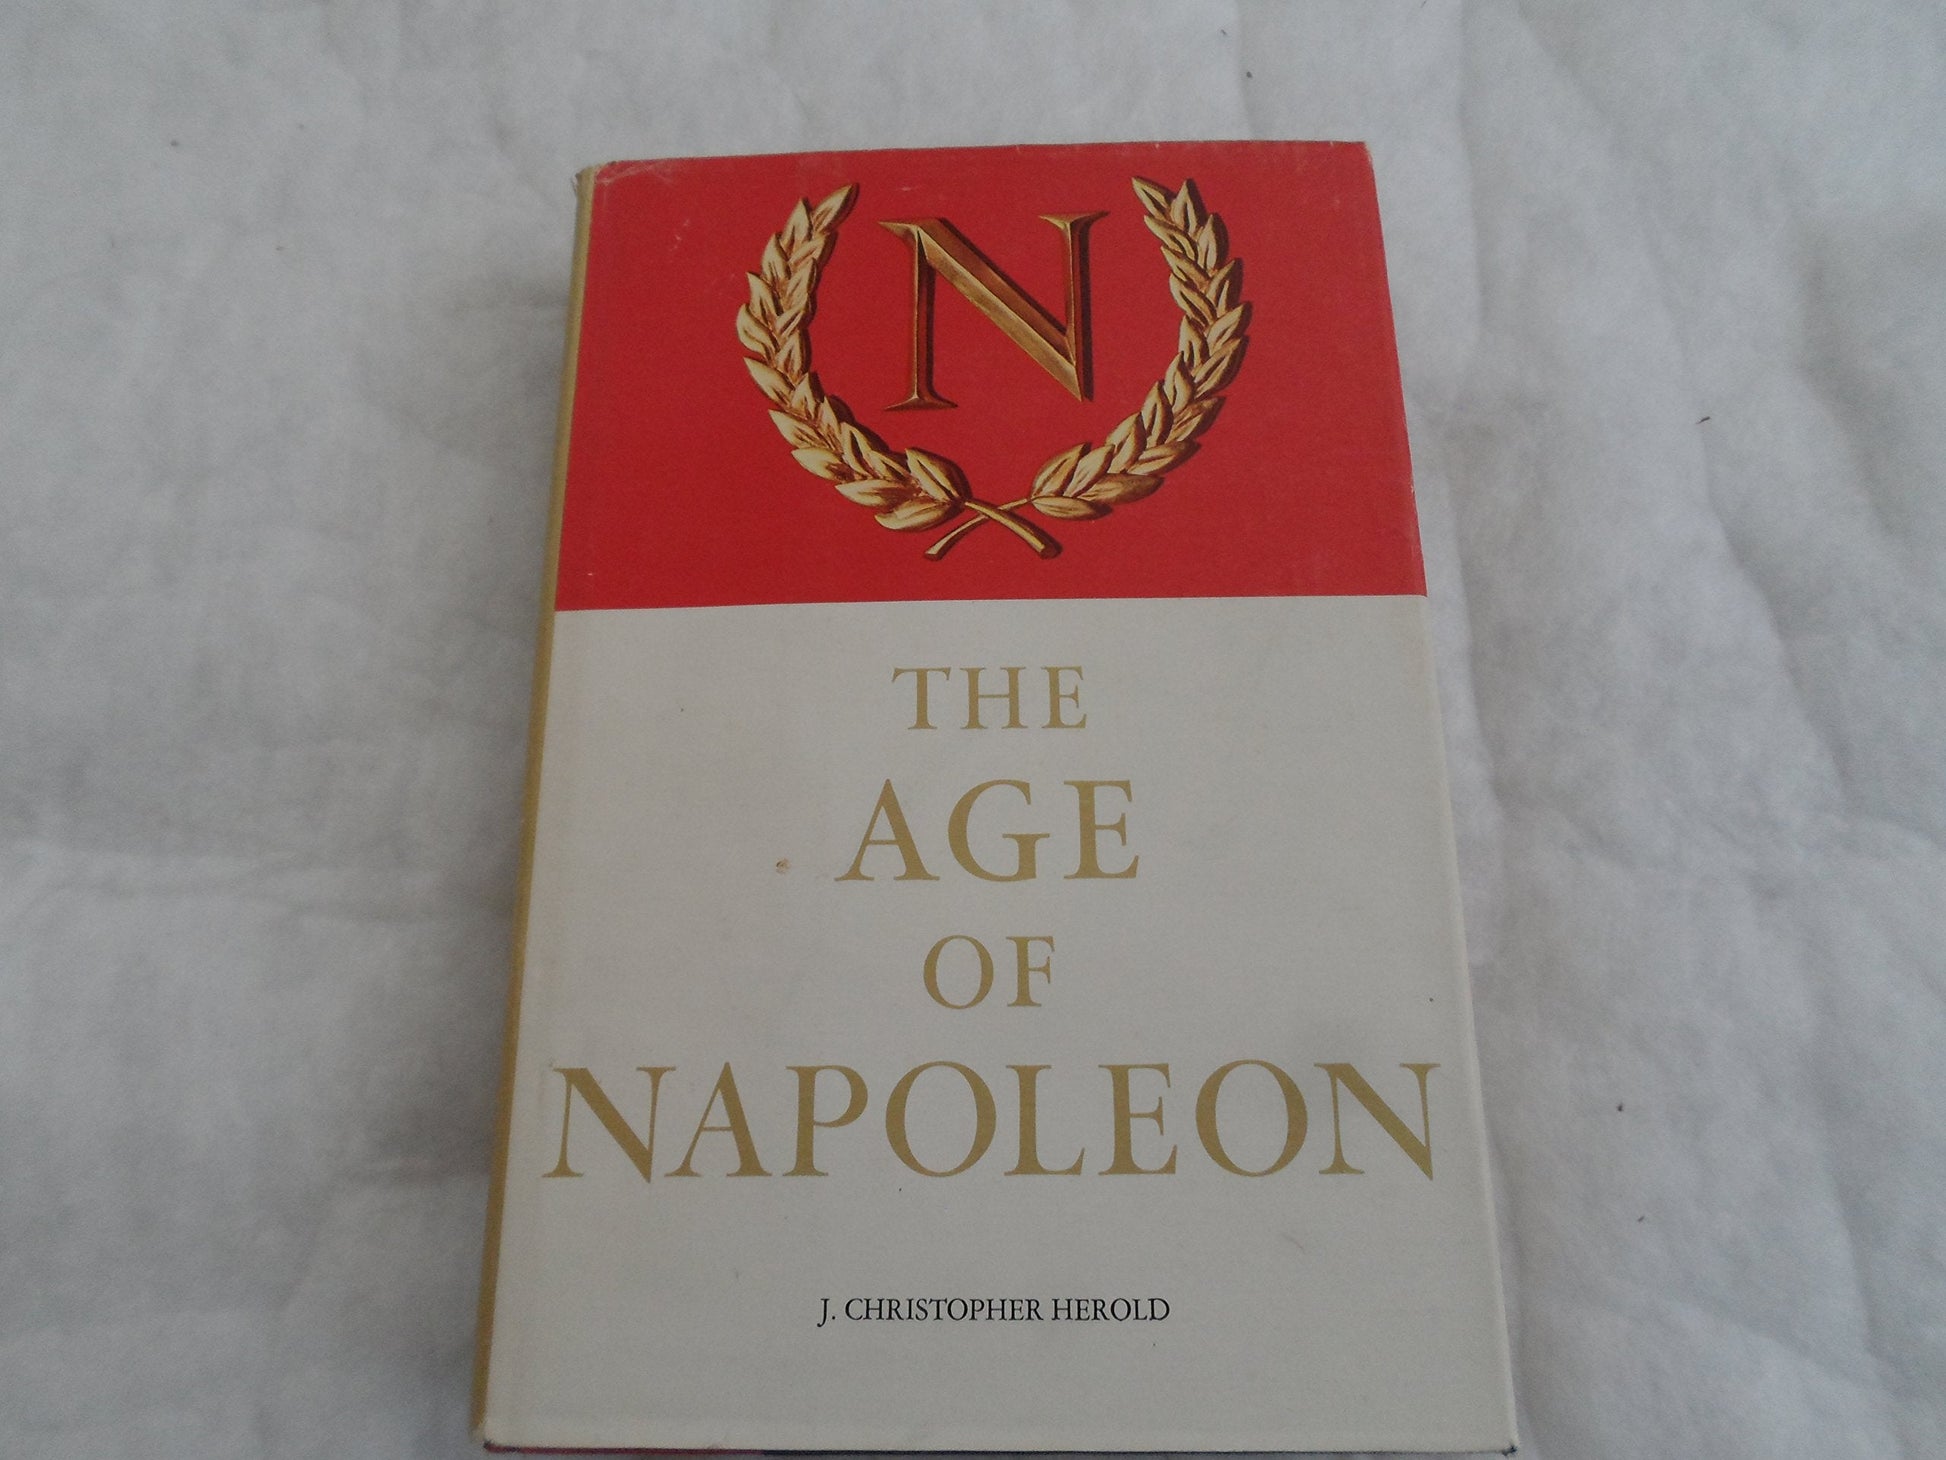 N
THE
AGE
OF
NAPOLEON
J. CHRISTOPHER HEROLD